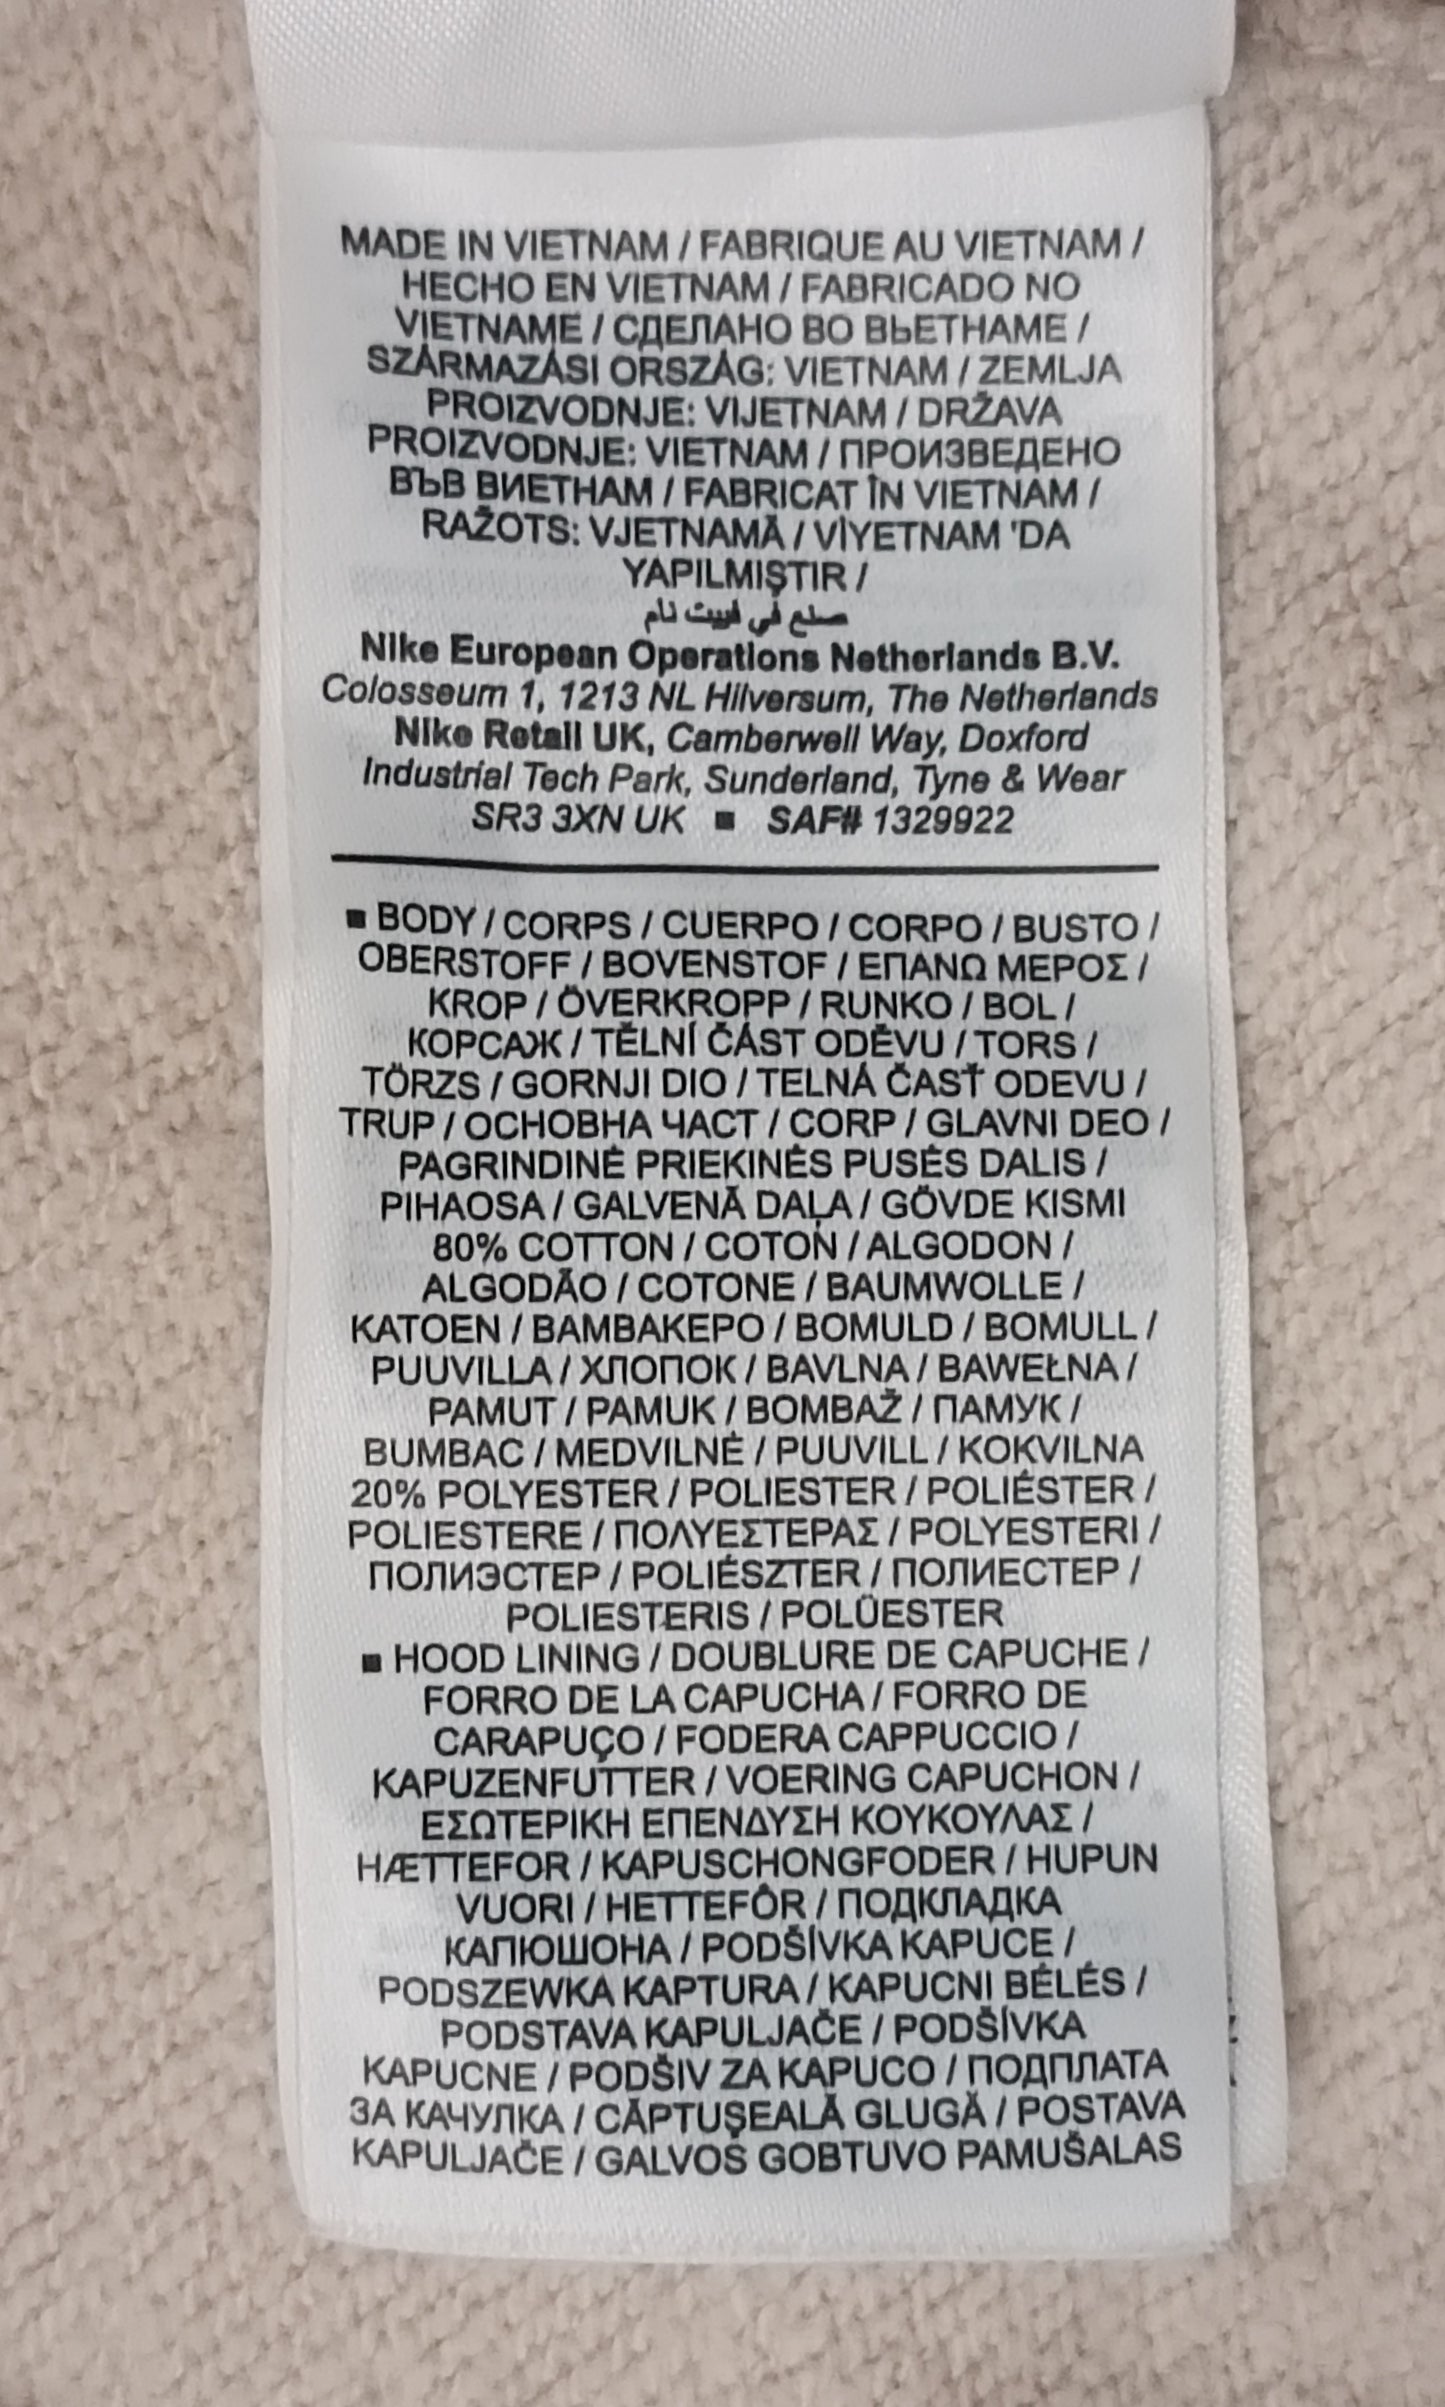 MADE IN VIETNAM / FABRIQUE AU VIETNAM /
HECHO EN VIETNAM / FABRICADO NO
VIETNAME / СДЕЛАНО ВО ВЬЕТНАМЕ /
SZÁRMAZÁSI ORSZÁG: VIETNAM / ZEMLJA
PROIZVODNJE: VIJETNAM / DRŽAVA
PROIZVODNJE: VIETNAM / ПРОИЗВЕДЕНО
ВЪВ ВИЕТНАМ / FABRICAT ÎN VIETNAM /
RAŽOTS: VJETNAMĀ / VİYETNAM 'DA
YAPILMIŞTIR /
صنع في فييت نام
Nike European Operations Netherlands B.V.
Colosseum 1, 1213 NL Hilversum, The Netherlands
Nike Retail UK, Camberwell Way, Doxford
Industrial Tech Park, Sunderland, Tyne & Wear
SR3 3XN UK ■ SAF# 1329922
■ BODY / CORPS / CUERPO / CORPO / BUSTO /
OBERSTOFF / BOVENSTOF / ΕΠΑΝΩ ΜΕΡΟΣ /
KROP / ÖVERKROPP / RUNKO / BOL /
КОРСАЖ / TĚLNÍ ČÁST ODĚVU / TORS /
TÖRZS / GORNJI DIO / TELNÁ ČASŤ ODEVU /
TRUP / ОСНОВНА ЧАСТ / CORP / GLAVNI DEO /
PAGRINDINĖ PRIEKINĖS PUSĖS DALIS /
PIHAOSA / GALVENĀ DAĻA / GÖVDE KISMI
80% COTTON / COTON / ALGODON /
ALGODÃO / COTONE / BAUMWOLLE /
KATOEN / ΒΑΜΒΑΚΕΡΟ / BOMULD / BOMULL /
PUUVILLA / ХЛОПОК / BAVLNA / BAWEŁNA /
PAMUT / PAMUK / BOMBAŽ / ПАМУК /
BUMBAC / MEDVILNĖ / PUUVILL / KOKVILNA
20% POLYESTER / POLIESTER / POLIÉSTER /
POLIESTERE / ΠΟΛΥΕΣΤΕΡΑΣ / POLYESTERI /
ПОЛИЭСТЕР / POLIÉSZTER / ПОЛИЕСТЕР /
POLIESTERIS / POLÜESTER
■ HOOD LINING / DOUBLURE DE CAPUCHE /
FORRO DE LA CAPUCHA / FORRO DE
CARAPUÇO / FODERA CAPPUCCIO /
KAPUZENFUTTER / VOERING CAPUCHON /
ΕΣΩΤΕΡΙΚΗ ΕΠΕΝΔΥΣΗ ΚΟΥΚΟΥΛΑΣ /
HÆTTEFOR / KAPUSCHONGFODER / HUPUN
VUORI / HETTEFÔR / ПОДКЛАДКА
КАПЮШОНА / PODŠÍVKA KAPUCE /
PODSZEWKA KAPTURA / KAPUCNI BÉLÉS /
PODSTAVA KAPULJAČE / PODŠÍVKA
KAPUCNE / PODŠIV ZA KAPUCO / ПОДПЛАТА
ЗА КАЧУЛКА / CĂPTUŞEALĂ GLUGĂ / POSTAVA
KAPULJAČE / GALVOS GOBTUVO PAMUŠALAS